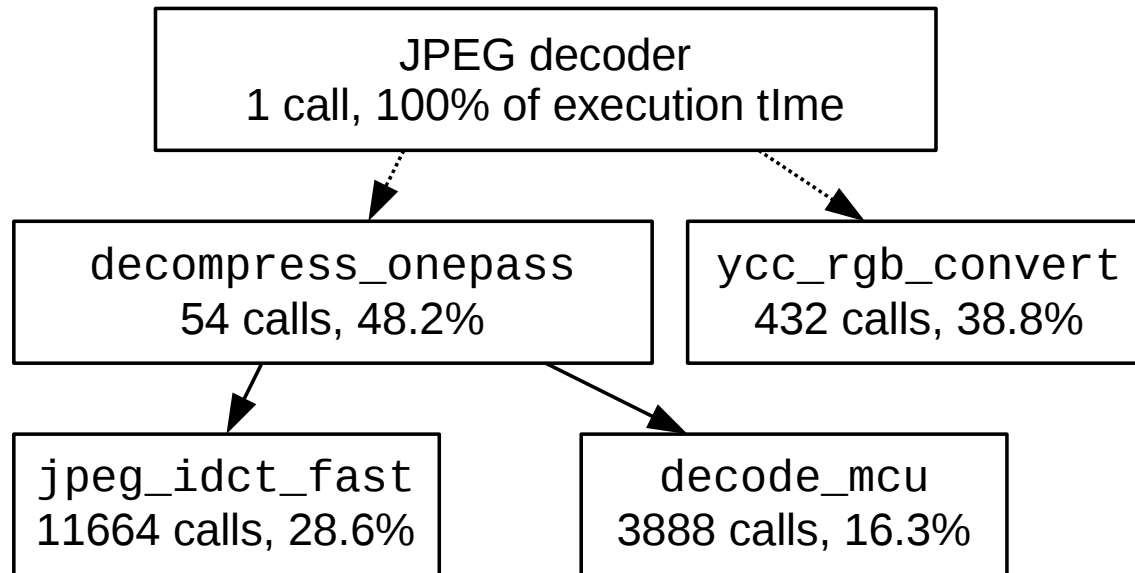 JPEG decoder
1 call, 100% of execution tIme
decompress_onepass
54 calls, 48.2%
ycc_rgb_convert
432 calls, 38.8%
jpeg_idct_fast
11664 calls, 28.6%
decode_mcu
3888 calls, 16.3%